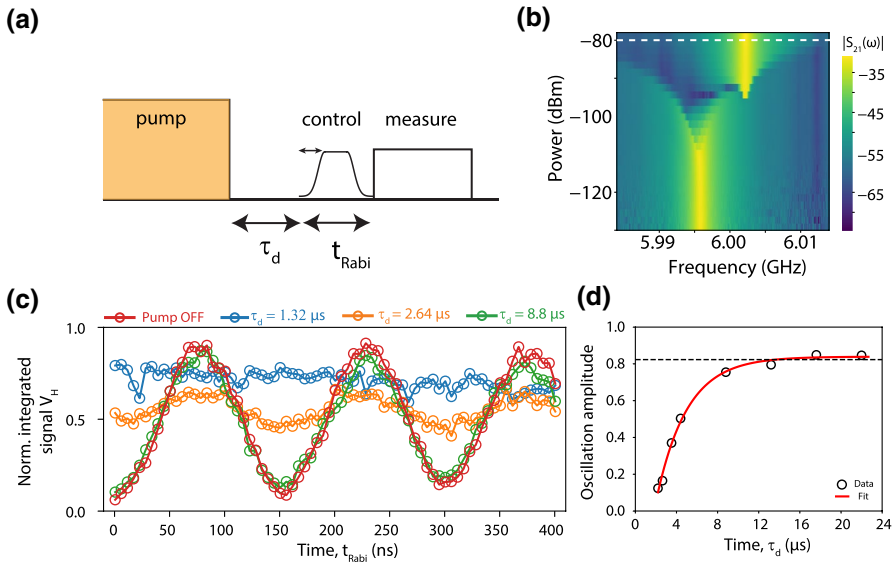 (a)
pump
control
measure
τd
tRabi
(b)
|S21(ω)|
Power (dBm)
−80
−100
−120
5.99
6.00
6.01
Frequency (GHz)
−35
−45
−55
−65
(c)
Pump OFF
τd = 1.32 µs
τd = 2.64 µs
τd = 8.8 µs
Norm. integrated
signal VH
1.0
0.5
0.0
0
50
100
150
200
250
300
350
400
Time, tRabi (ns)
(d)
Oscillation amplitude
1.0
0.8
0.6
0.4
0.2
0.0
0
4
8
12
16
20
24
Data
Fit
Time, τd (µs)